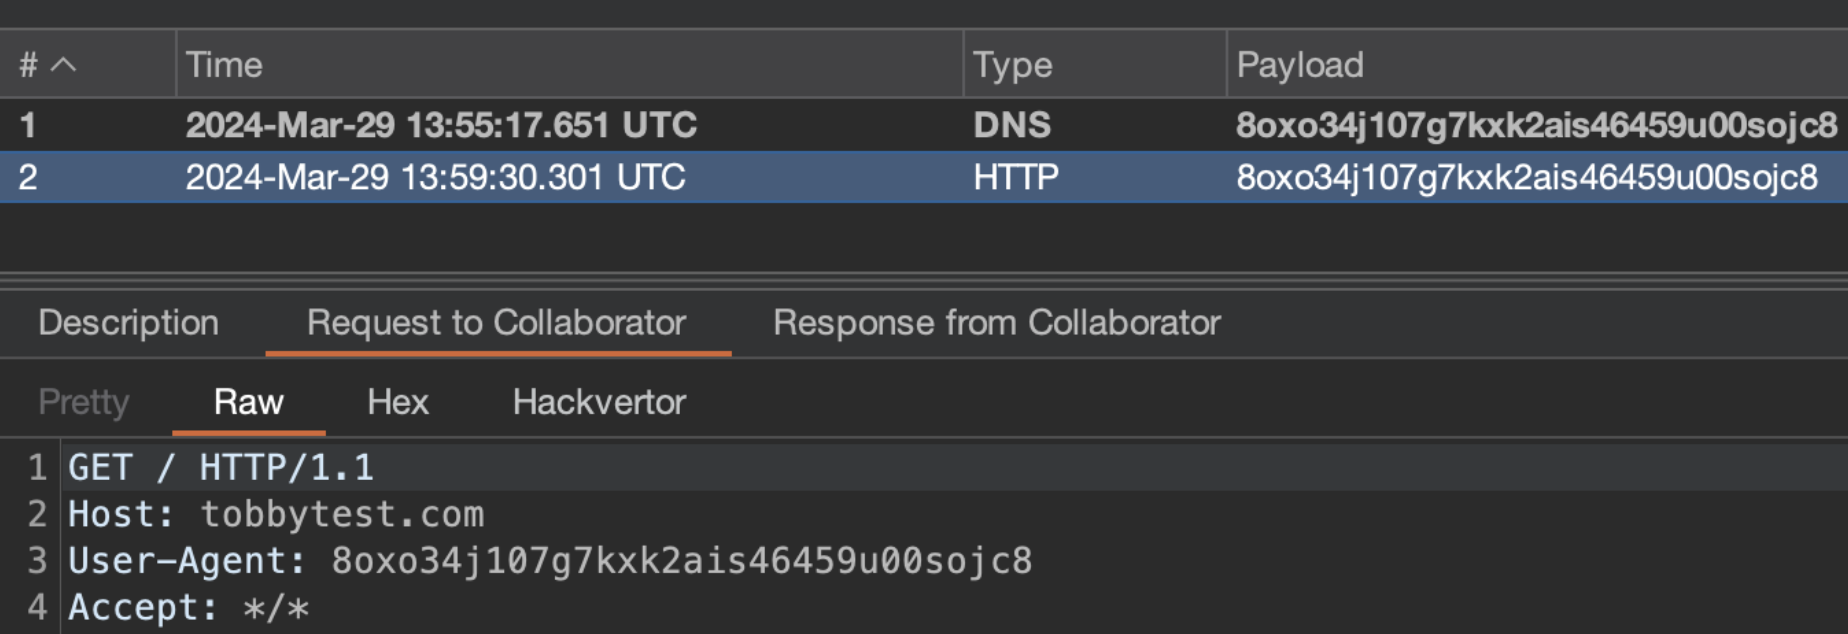 # Time Type Payload
1 2024-Mar-29 13:55:17.651 UTC DNS 8oxo34j107g7kxk2ais46459u00sojc8
2 2024-Mar-29 13:59:30.301 UTC HTTP 8oxo34j107g7kxk2ais46459u00sojc8
Description Request to Collaborator Response from Collaborator
Pretty Raw Hex Hackvertor
1 GET / HTTP/1.1
2 Host: tobbytest.com
3 User-Agent: 8oxo34j107g7kxk2ais46459u00sojc8
4 Accept: */*